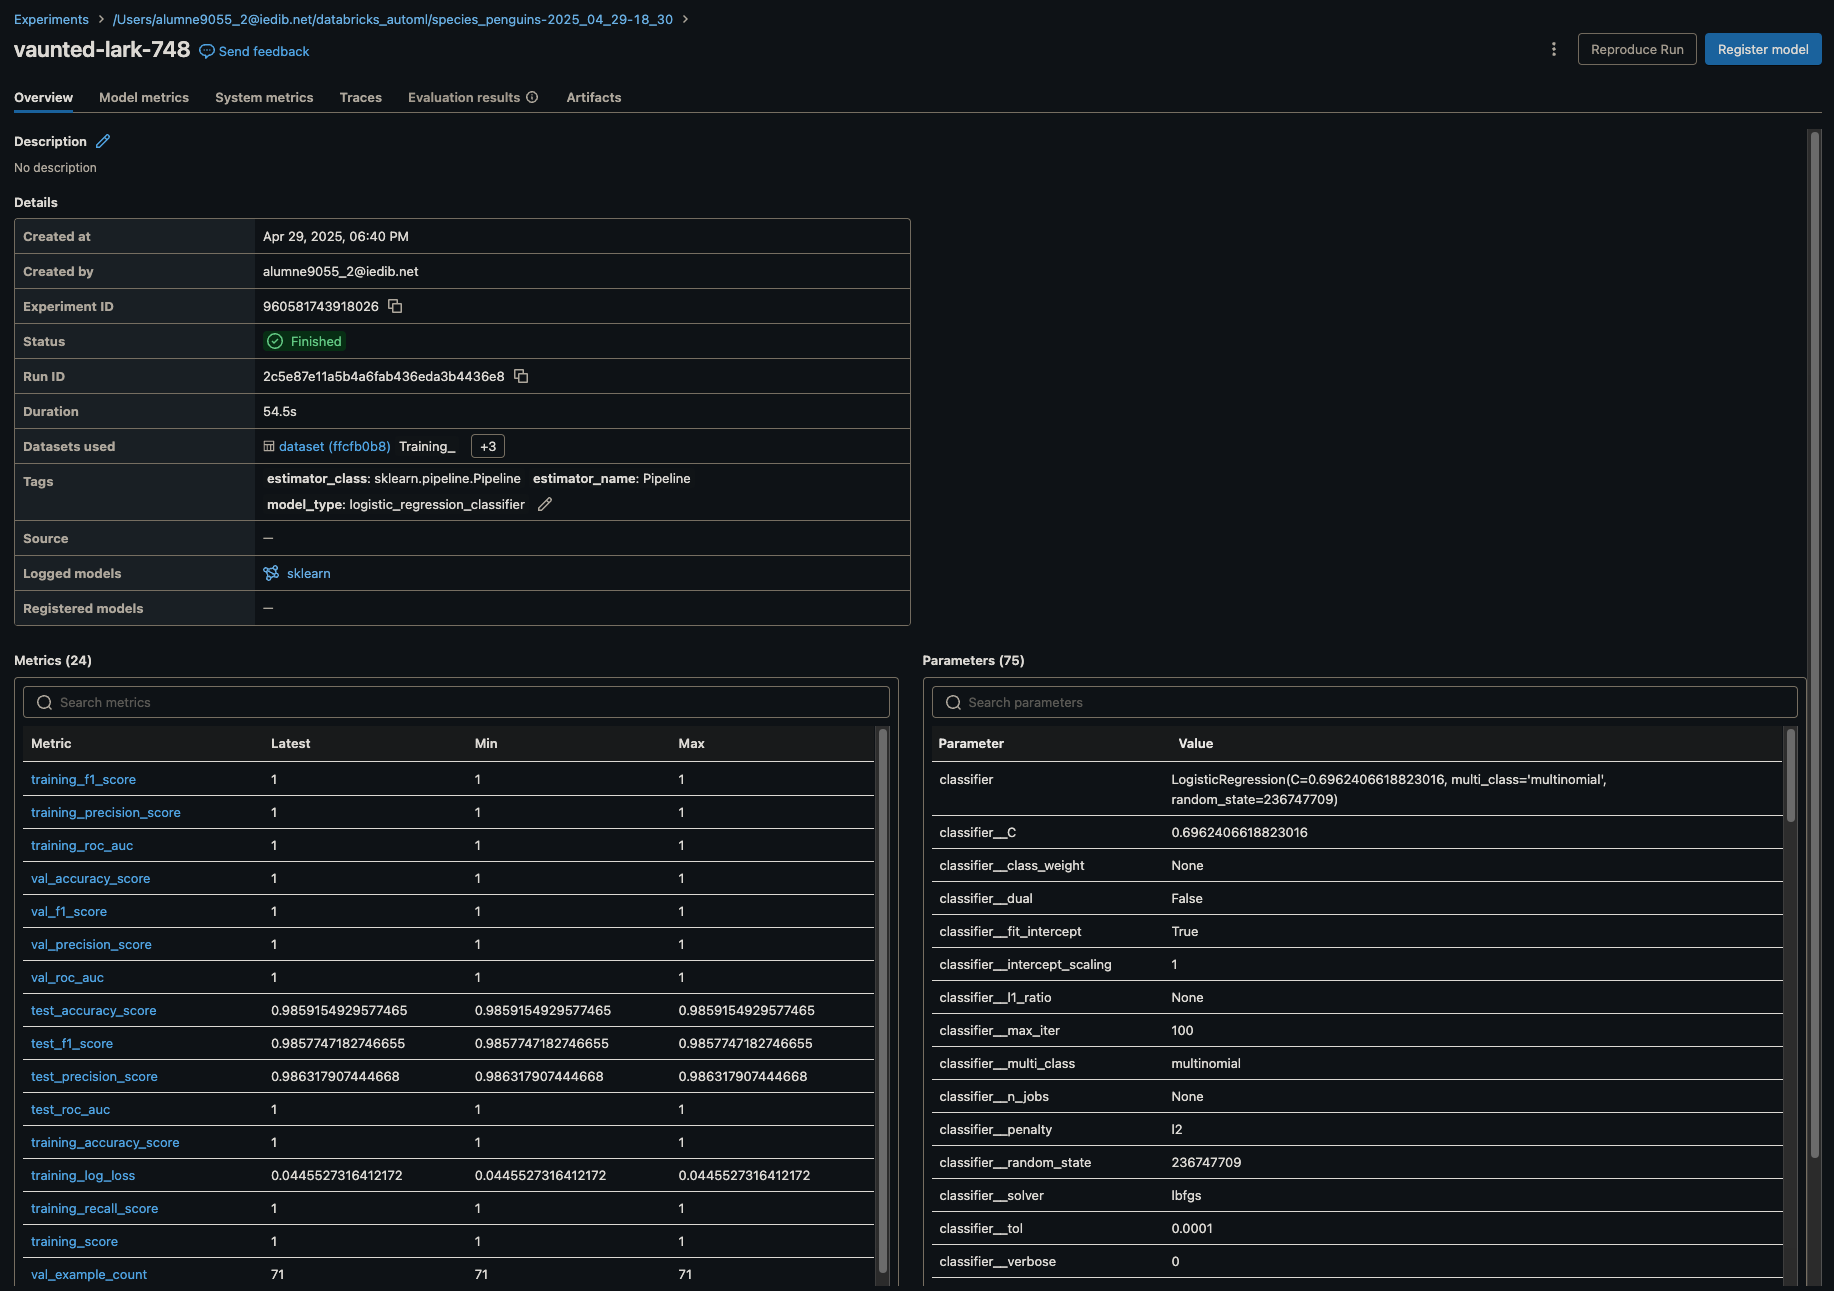 Experiments > /Users/alumne9055_2@iedib.net/databricks_automl/species_penguins-2025_04_29-18_30 >
vaunted-lark-748 Send feedback
Reproduce Run Register model
Overview Model metrics System metrics Traces Evaluation results Artifacts
Description
No description
Details
Created at Apr 29, 2025, 06:40 PM
Created by alumne9055_2@iedib.net
Experiment ID 960581743918026
Status Finished
Run ID 2c5e87e11a5b4a6fab436eda3b4436e8
Duration 54.5s
Datasets used dataset (ffcfb0b8) Training_ +3
Tags estimator_class: sklearn.pipeline.Pipeline estimator_name: Pipeline
model_type: logistic_regression_classifier
Source —
Logged models sklearn
Registered models —
Metrics (24)
Search metrics
Metric Latest Min Max
training_f1_score 1 1 1
training_precision_score 1 1 1
training_roc_auc 1 1 1
val_accuracy_score 1 1 1
val_f1_score 1 1 1
val_precision_score 1 1 1
val_roc_auc 1 1 1
test_accuracy_score 0.9859154929577465 0.9859154929577465 0.9859154929577465
test_f1_score 0.9857747182746655 0.9857747182746655 0.9857747182746655
test_precision_score 0.986317907444668 0.986317907444668 0.986317907444668
test_roc_auc 1 1 1
training_accuracy_score 1 1 1
training_log_loss 0.0445527316412172 0.0445527316412172 0.0445527316412172
training_recall_score 1 1 1
training_score 1 1 1
val_example_count 71 71 71
Parameters (75)
Search parameters
Parameter Value
classifier LogisticRegression(C=0.6962406618823016, multi_class='multinomial',
random_state=236747709)
classifier__C 0.6962406618823016
classifier__class_weight None
classifier__dual False
classifier__fit_intercept True
classifier__intercept_scaling 1
classifier__l1_ratio None
classifier__max_iter 100
classifier__multi_class multinomial
classifier__n_jobs None
classifier__penalty l2
classifier__random_state 236747709
classifier__solver lbfgs
classifier__tol 0.0001
classifier__verbose 0